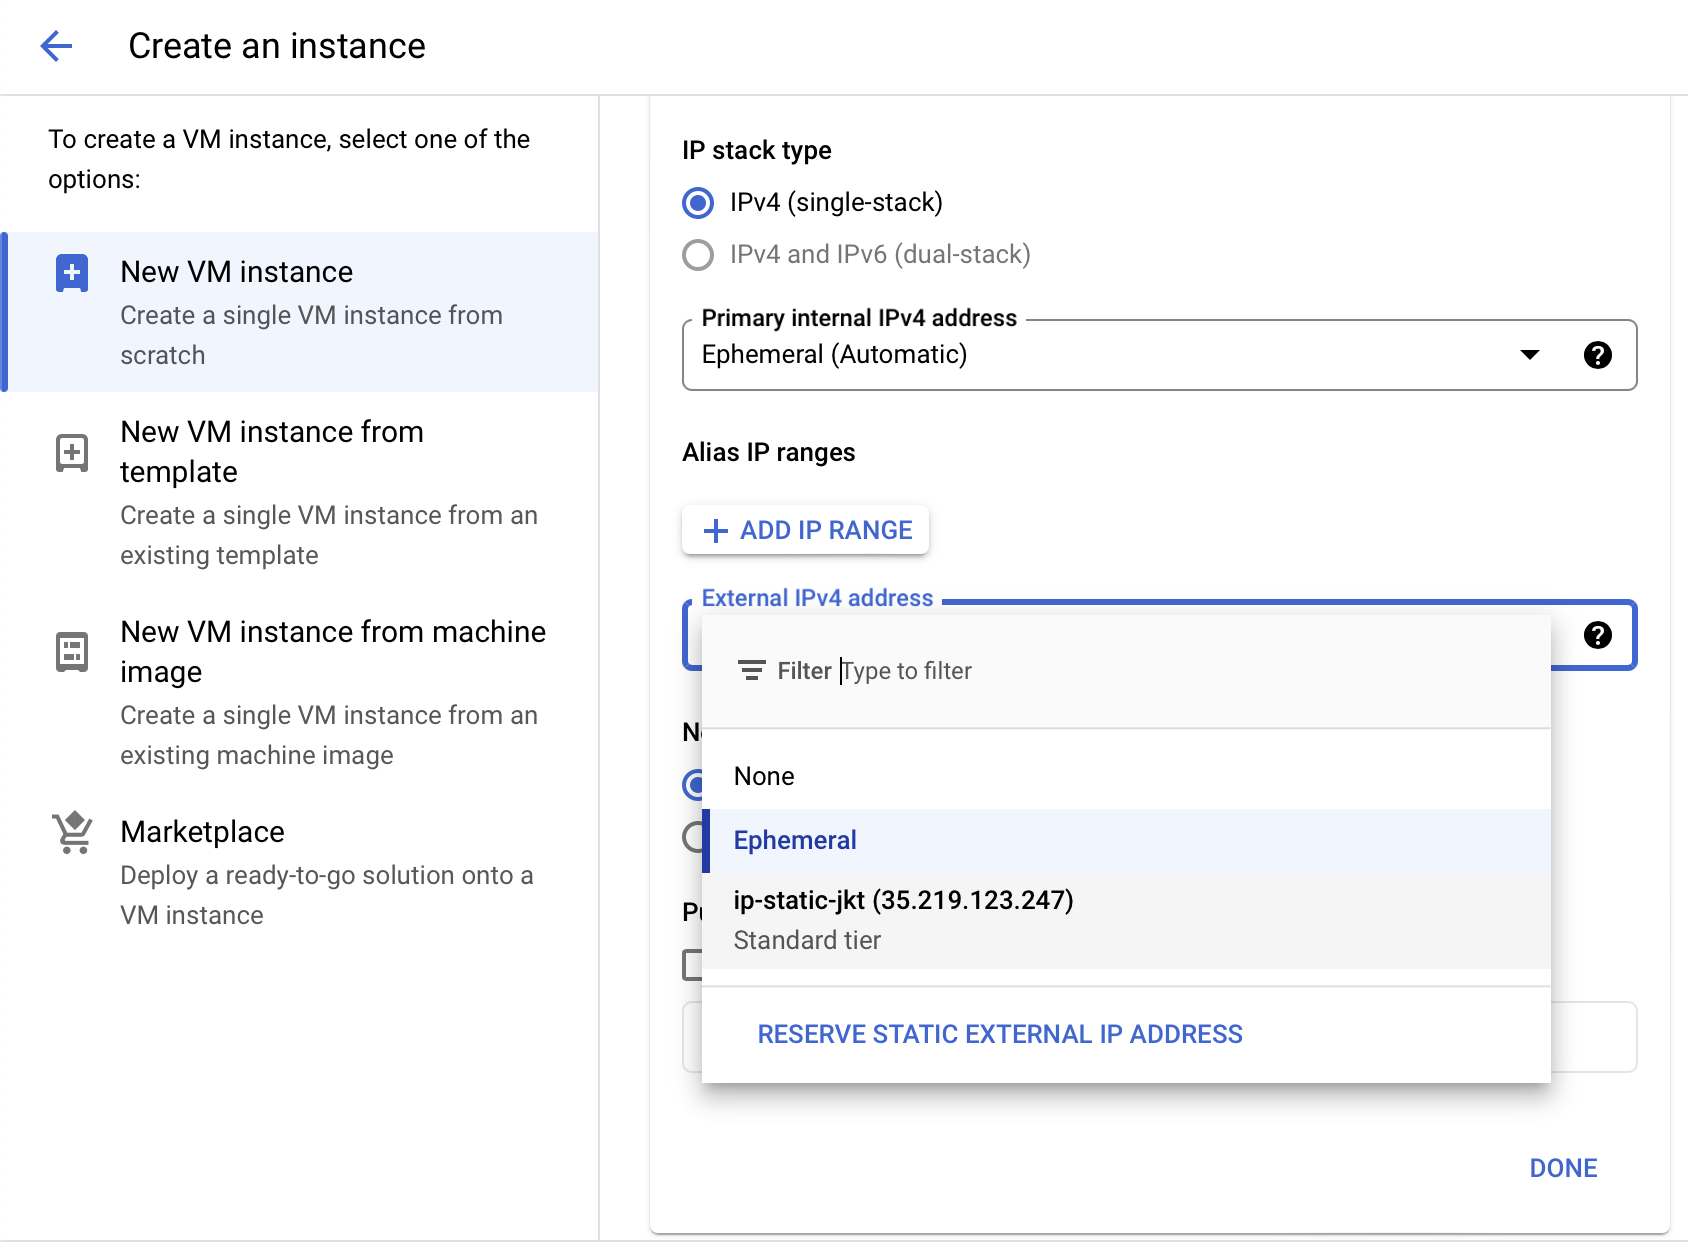 Create an instance
To create a VM instance, select one of the
options:
New VM instance
Create a single VM instance from
scratch
New VM instance from
template
Create a single VM instance from an
existing template
New VM instance from machine
image
Create a single VM instance from an
existing machine image
Marketplace
Deploy a ready-to-go solution onto a
VM instance
IP stack type
IPv4 (single-stack)
IPv4 and IPv6 (dual-stack)
Primary internal IPv4 address
Ephemeral (Automatic)
Alias IP ranges
ADD IP RANGE
External IPv4 address
Filter Type to filter
None
Ephemeral
ip-static-jkt (35.219.123.247)
Standard tier
RESERVE STATIC EXTERNAL IP ADDRESS
DONE